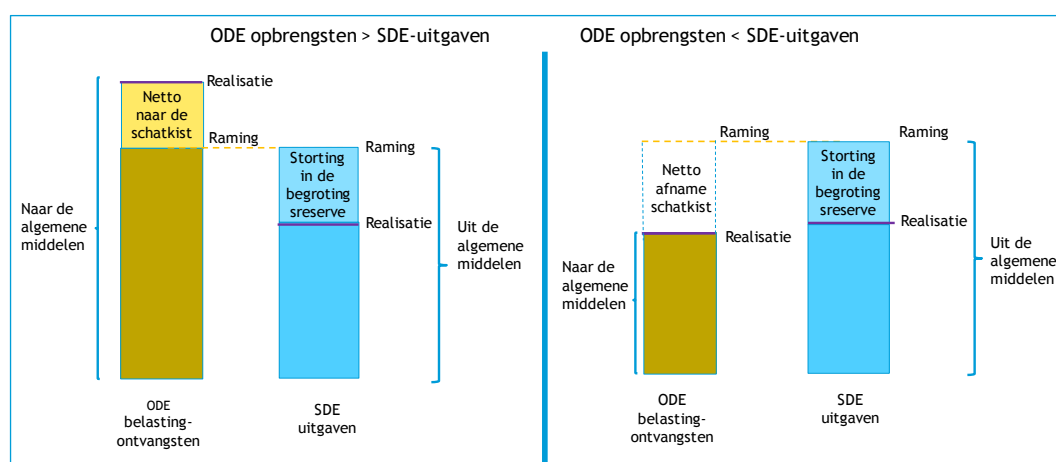 ODE opbrengsten > SDE-uitgaven
Realisatie
Netto
naar de
schatkist
Raming
Raming
Storting
in de
begroting
sreserve
Realisatie
Naar de
algemene
middelen
Uit de
algemene
middelen
ODE
belasting-
ontvangsten
SDE
uitgaven
ODE opbrengsten < SDE-uitgaven
Raming
Raming
Netto
afname
schatkist
Storting
in de
begroting
sreserve
Realisatie
Realisatie
Naar de
algemene
middelen
Uit de
algemene
middelen
ODE
belasting-
ontvangsten
SDE
uitgaven